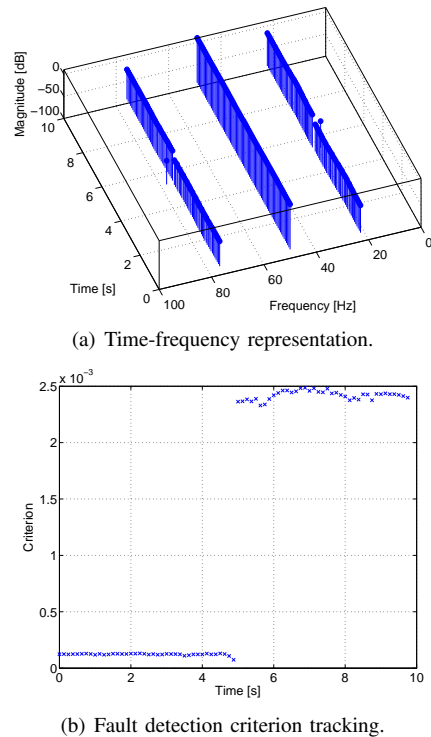 0
−50
−100
Magnitude [dB]
10
8
6
4
2
0
Time [s]
100
80
60
40
20
0
Frequency [Hz]
(a) Time-frequency representation.
x 10⁻³
2.5
2
1.5
1
0.5
0
Criterion
0 2 4 6 8 10
Time [s]
(b) Fault detection criterion tracking.